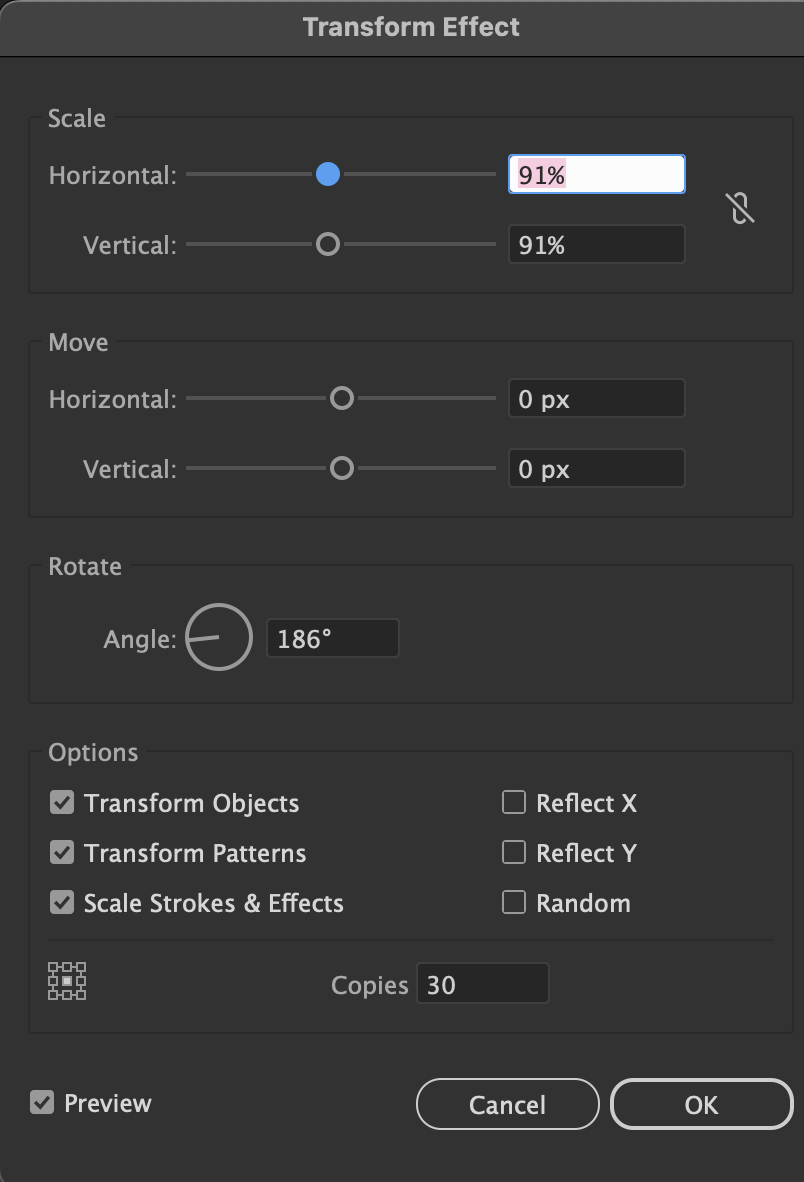 Transform Effect
Scale
Horizontal: 91%
Vertical: 91%
Move
Horizontal: 0 px
Vertical: 0 px
Rotate
Angle: 186°
Options
Transform Objects Reflect X
Transform Patterns Reflect Y
Scale Strokes & Effects Random
Copies 30
Preview Cancel OK